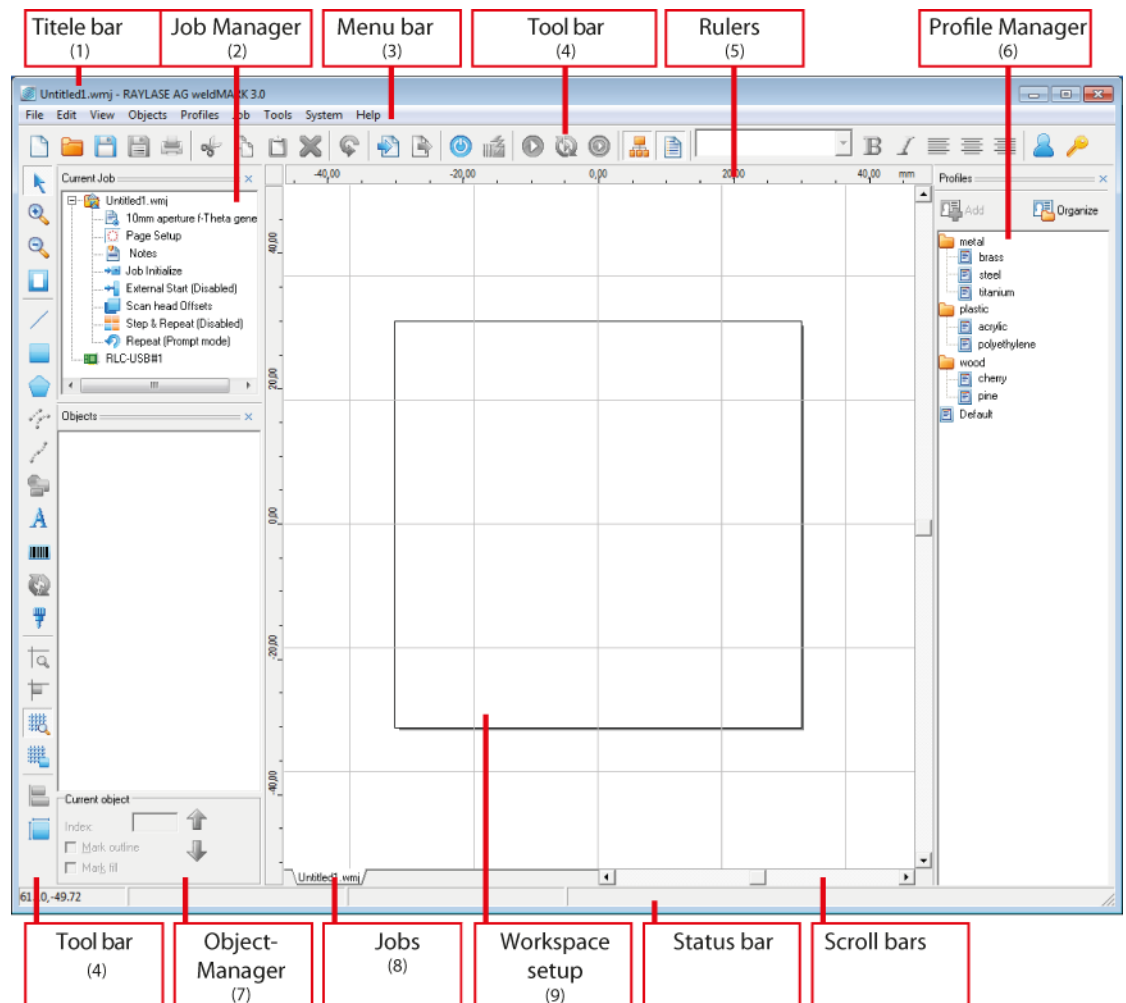 Titele bar
(1)
Job Manager
(2)
Menu bar
(3)
Tool bar
(4)
Rulers
(5)
Profile Manager
(6)
Untitled1.wmj - RAYLASE AG weldMARK 3.0
File Edit View Objects Profiles Job Tools System Help
Current Job
Untitled1.wmj
10mm aperture f-Theta gene
Page Setup
Notes
Job Initialize
External Start (Disabled)
Scan head Offsets
Step & Repeat (Disabled)
Repeat (Prompt mode)
RLC-USB#1
Objects
Current object
Index
Mark outline
Mark fill
-40,00 -20,00 0,00 20,00 40,00 mm
40,00
20,00
0,00
-20,00
-40,00
Untitled1.wmj
Profiles
Add Organize
metal
brass
steel
titanium
plastic
acrylic
polyethylene
wood
cherry
pine
Default
-49.72
Tool bar
(4)
Object-
Manager
(7)
Jobs
(8)
Workspace
setup
(9)
Status bar
Scroll bars